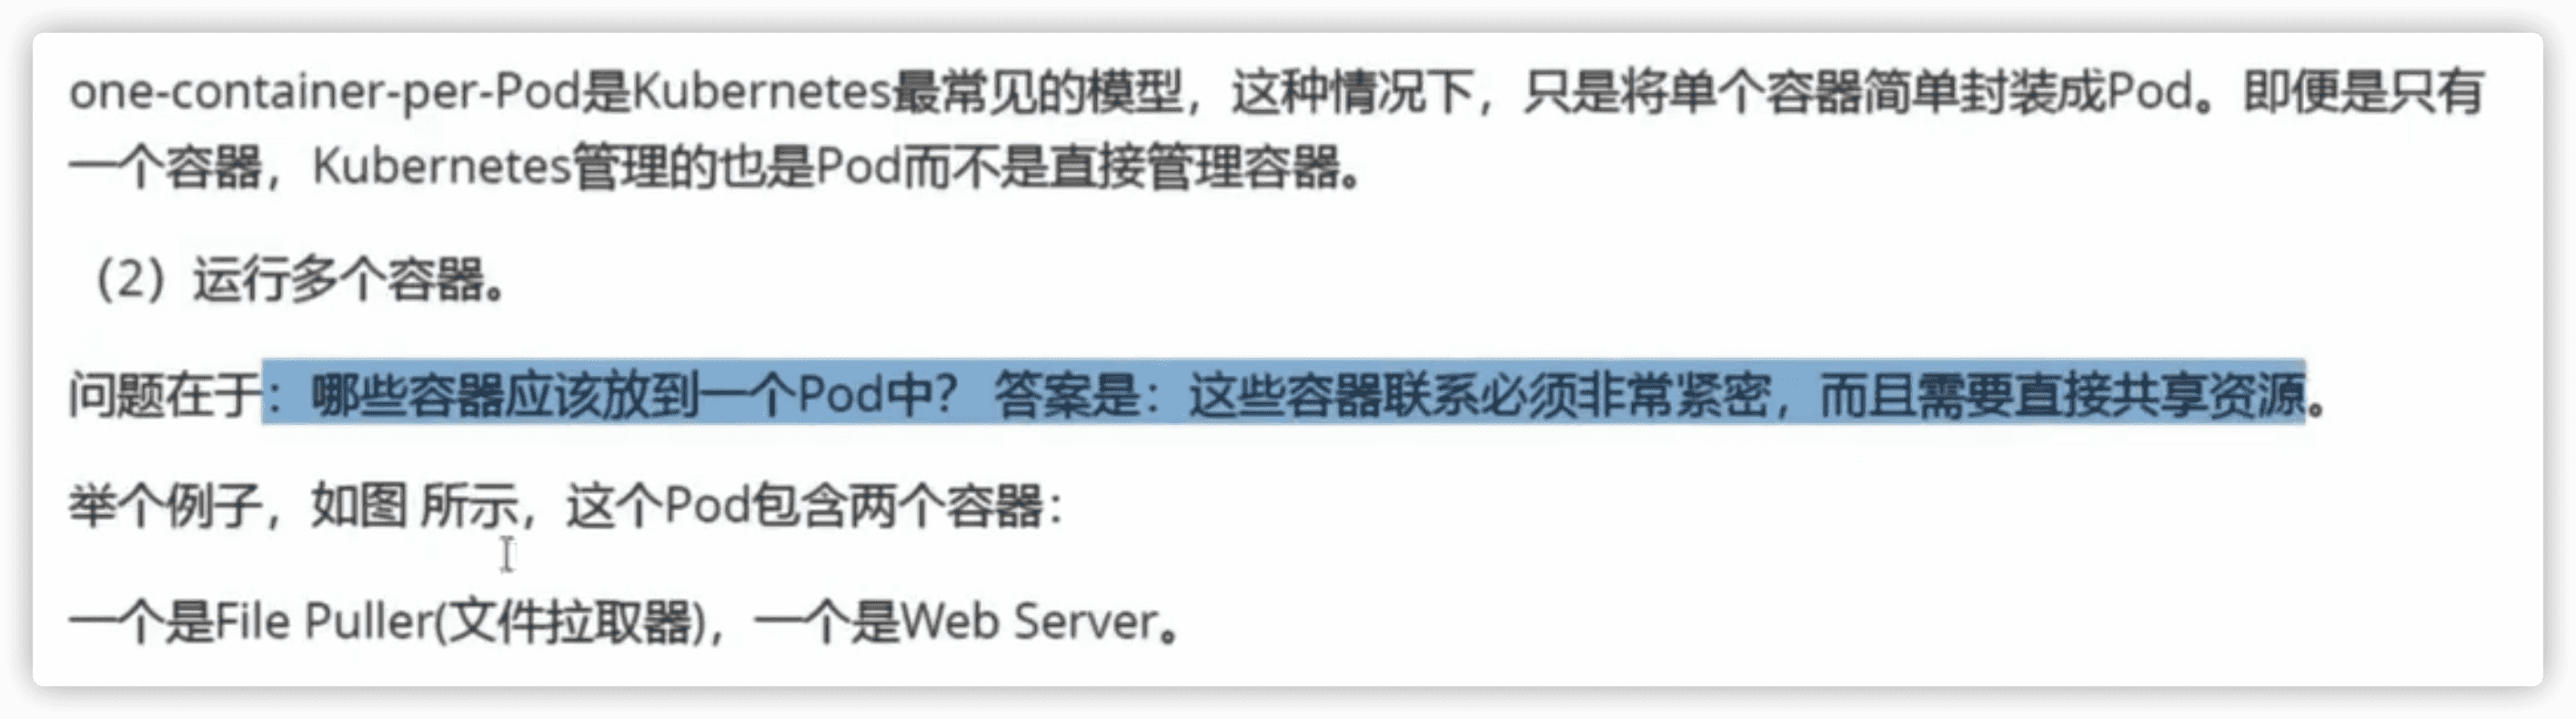 one-container-per-Pod是Kubernetes最常见的模型，这种情况下，只是将单个容器简单封装成Pod。即便是只有
一个容器，Kubernetes管理的也是Pod而不是直接管理容器。
（2）运行多个容器。
问题在于：哪些容器应该放到一个Pod中？ 答案是：这些容器联系必须非常紧密，而且需要直接共享资源。
举个例子，如图 所示，这个Pod包含两个容器：
一个是File Puller(文件拉取器)，一个是Web Server。